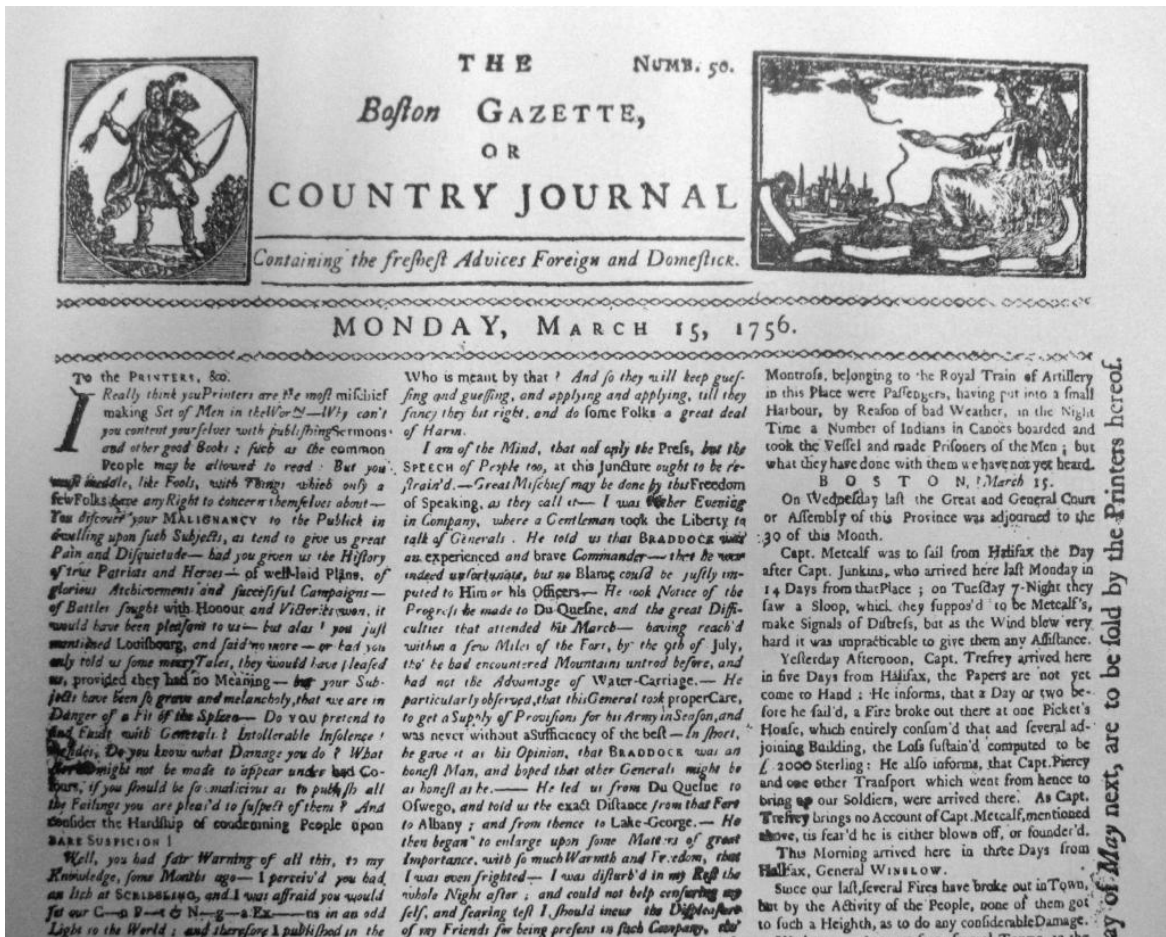 THE
NUMB. 50.
Boſton GAZETTE,
OR
COUNTRY JOURNAL
Containing the freſheſt Advices Foreign and Domeſtick.
MONDAY, MARCH 15, 1756.
To the PRINTERS, &c.
I Really think you Printers are the moſt miſchief
making Set of Men in the World—Why can't
you content yourſelves with publiſhing Sermons
and other good Books; ſuch as the common
People may be allowed to read. But you
muſt meddle, like Fools, with Things which only a
few Folks have any Right to concern themſelves about—
You diſcover your MALIGNANCY to the Publick in
dwelling upon ſuch Subjects, as tend to give us great
Pain and Diſquietude— had you given us the Hiſtory
of true Patriots and Heroes— of well-laid Plans, of
glorious Atchievements and ſucceſſful Campaigns—
of Battles fought with Honour and Victories won, it
would have been pleaſant to us— but alas! you juſt
mentioned Louiſbourg, and ſaid no more— or had you
only told us ſome merry Tales, they would have pleaſed
us, provided they had no Meaning— but your Sub-
jects have been ſo grave and melancholy, that we are in
Danger of a Fit of the Spleen— Do YOU pretend to
find Fault with Generals? Intollerable Inſolence!
Beſides, Do you know what Damage you do? What
might not be made to appear under bad Co-
lours, if you ſhould be ſo malicious as to publiſh all
the Failings you are pleas'd to ſuſpect of them? And
conſider the Hardſhip of condemning People upon
BARE SUSPICION!
Well, you had fair Warning of all this, to my
Knowledge, ſome Months ago— I perceiv'd you had
an Itch at SCRIBBLING, and I was affraid you would
ſet our C—n P—t & N—g—a Ex——ns in an odd
Light to the World; and therefore I publiſhed in the
Who is meant by that? And ſo they will keep gueſ-
ſing and gueſſing, and applying and applying, till they
fancy they hit right, and do ſome Folks a great deal
of Harm.
I am of the Mind, that not only the Preſs, but the
SPEECH of People too, at this Juncture ought to be re-
ſtrain'd.—Great Miſchief may be done by this Freedom
of Speaking, as they call it— I was t'other Evening
in Company, where a Gentleman took the Liberty to
talk of Generals. He told us that BRADDOCK was
an experienced and brave Commander— that he was
indeed unfortunate, but no Blame could be juſtly im-
puted to Him or his Officers— He took Notice of the
Progreſs he made to Du Queſne, and the great Diffi-
culties that attended his March— having reach'd
within a few Miles of the Fort, by the 9th of July,
tho' he had encountered Mountains untrod before, and
had not the Advantage of Water-Carriage.— He
particularly obſerved, that this General took proper Care,
to get a Supply of Proviſions for his Army in Seaſon, and
was never without a Sufficiency of the beſt— In ſhort,
he gave it as his Opinion, that BRADDOCK was an
honeſt Man, and hoped that other Generals might be
as honeſt as he.—— He led us from Du Queſne to
Oſwego, and told us the exact Diſtance from that Fort
to Albany; and from thence to Lake-George.— He
then began to enlarge upon ſome Matters of great
Importance, with ſo much Warmth and Freedom, that
I was even frighted— I was diſturb'd in my Reſt the
whole Night after; and could not help cenſuring my
ſelf, and fearing leſt I ſhould incur the Diſpleaſure
of my Friends for being preſent in ſuch Company, tho'
Montroſs, belonging to the Royal Train of Artillery
in this Place were Paſſengers, having put into a ſmall
Harbour, by Reaſon of bad Weather, in the Night
Time a Number of Indians in Canoes boarded and
took the Veſſel and made Priſoners of the Men; but
what they have done with them we have not yet heard.
BOSTON, March 15.
On Wedneſday laſt the Great and General Court
or Aſſembly of this Province was adjourned to the
30 of this Month.
Capt. Metcalf was to ſail from Halifax the Day
after Capt. Junkins, who arrived here laſt Monday in
14 Days from that Place; on Tueſday 7-Night they
ſaw a Sloop, which they ſuppos'd to be Metcalf's,
make Signals of Diſtreſs, but as the Wind blew very
hard it was impracticable to give them any Aſſiſtance.
Yeſterday Afternoon, Capt. Trefrey arrived here
in five Days from Halifax, the Papers are not yet
come to Hand; He informs, that a Day or two be-
fore he ſail'd, a Fire broke out there at one Picket's
Houſe, which entirely conſum'd that and ſeveral ad-
joining Building, the Loſs ſuſtain'd computed to be
£ 2000 Sterling: He alſo informs, that Capt. Piercy
and one other Tranſport which went from hence to
bring up our Soldiers, were arrived there. As Capt.
Trefrey brings no Account of Capt. Metcalf, mentioned
above, tis fear'd he is either blown off, or founder'd.
This Morning arrived here in three Days from
Halifax, General WINSLOW.
Since our laſt, ſeveral Fires have broke out in Town,
but by the Activity of the People, none of them got
to ſuch a Heighth, as to do any conſiderable Damage.
ay of May next, are to be ſold by the Printers hereof.